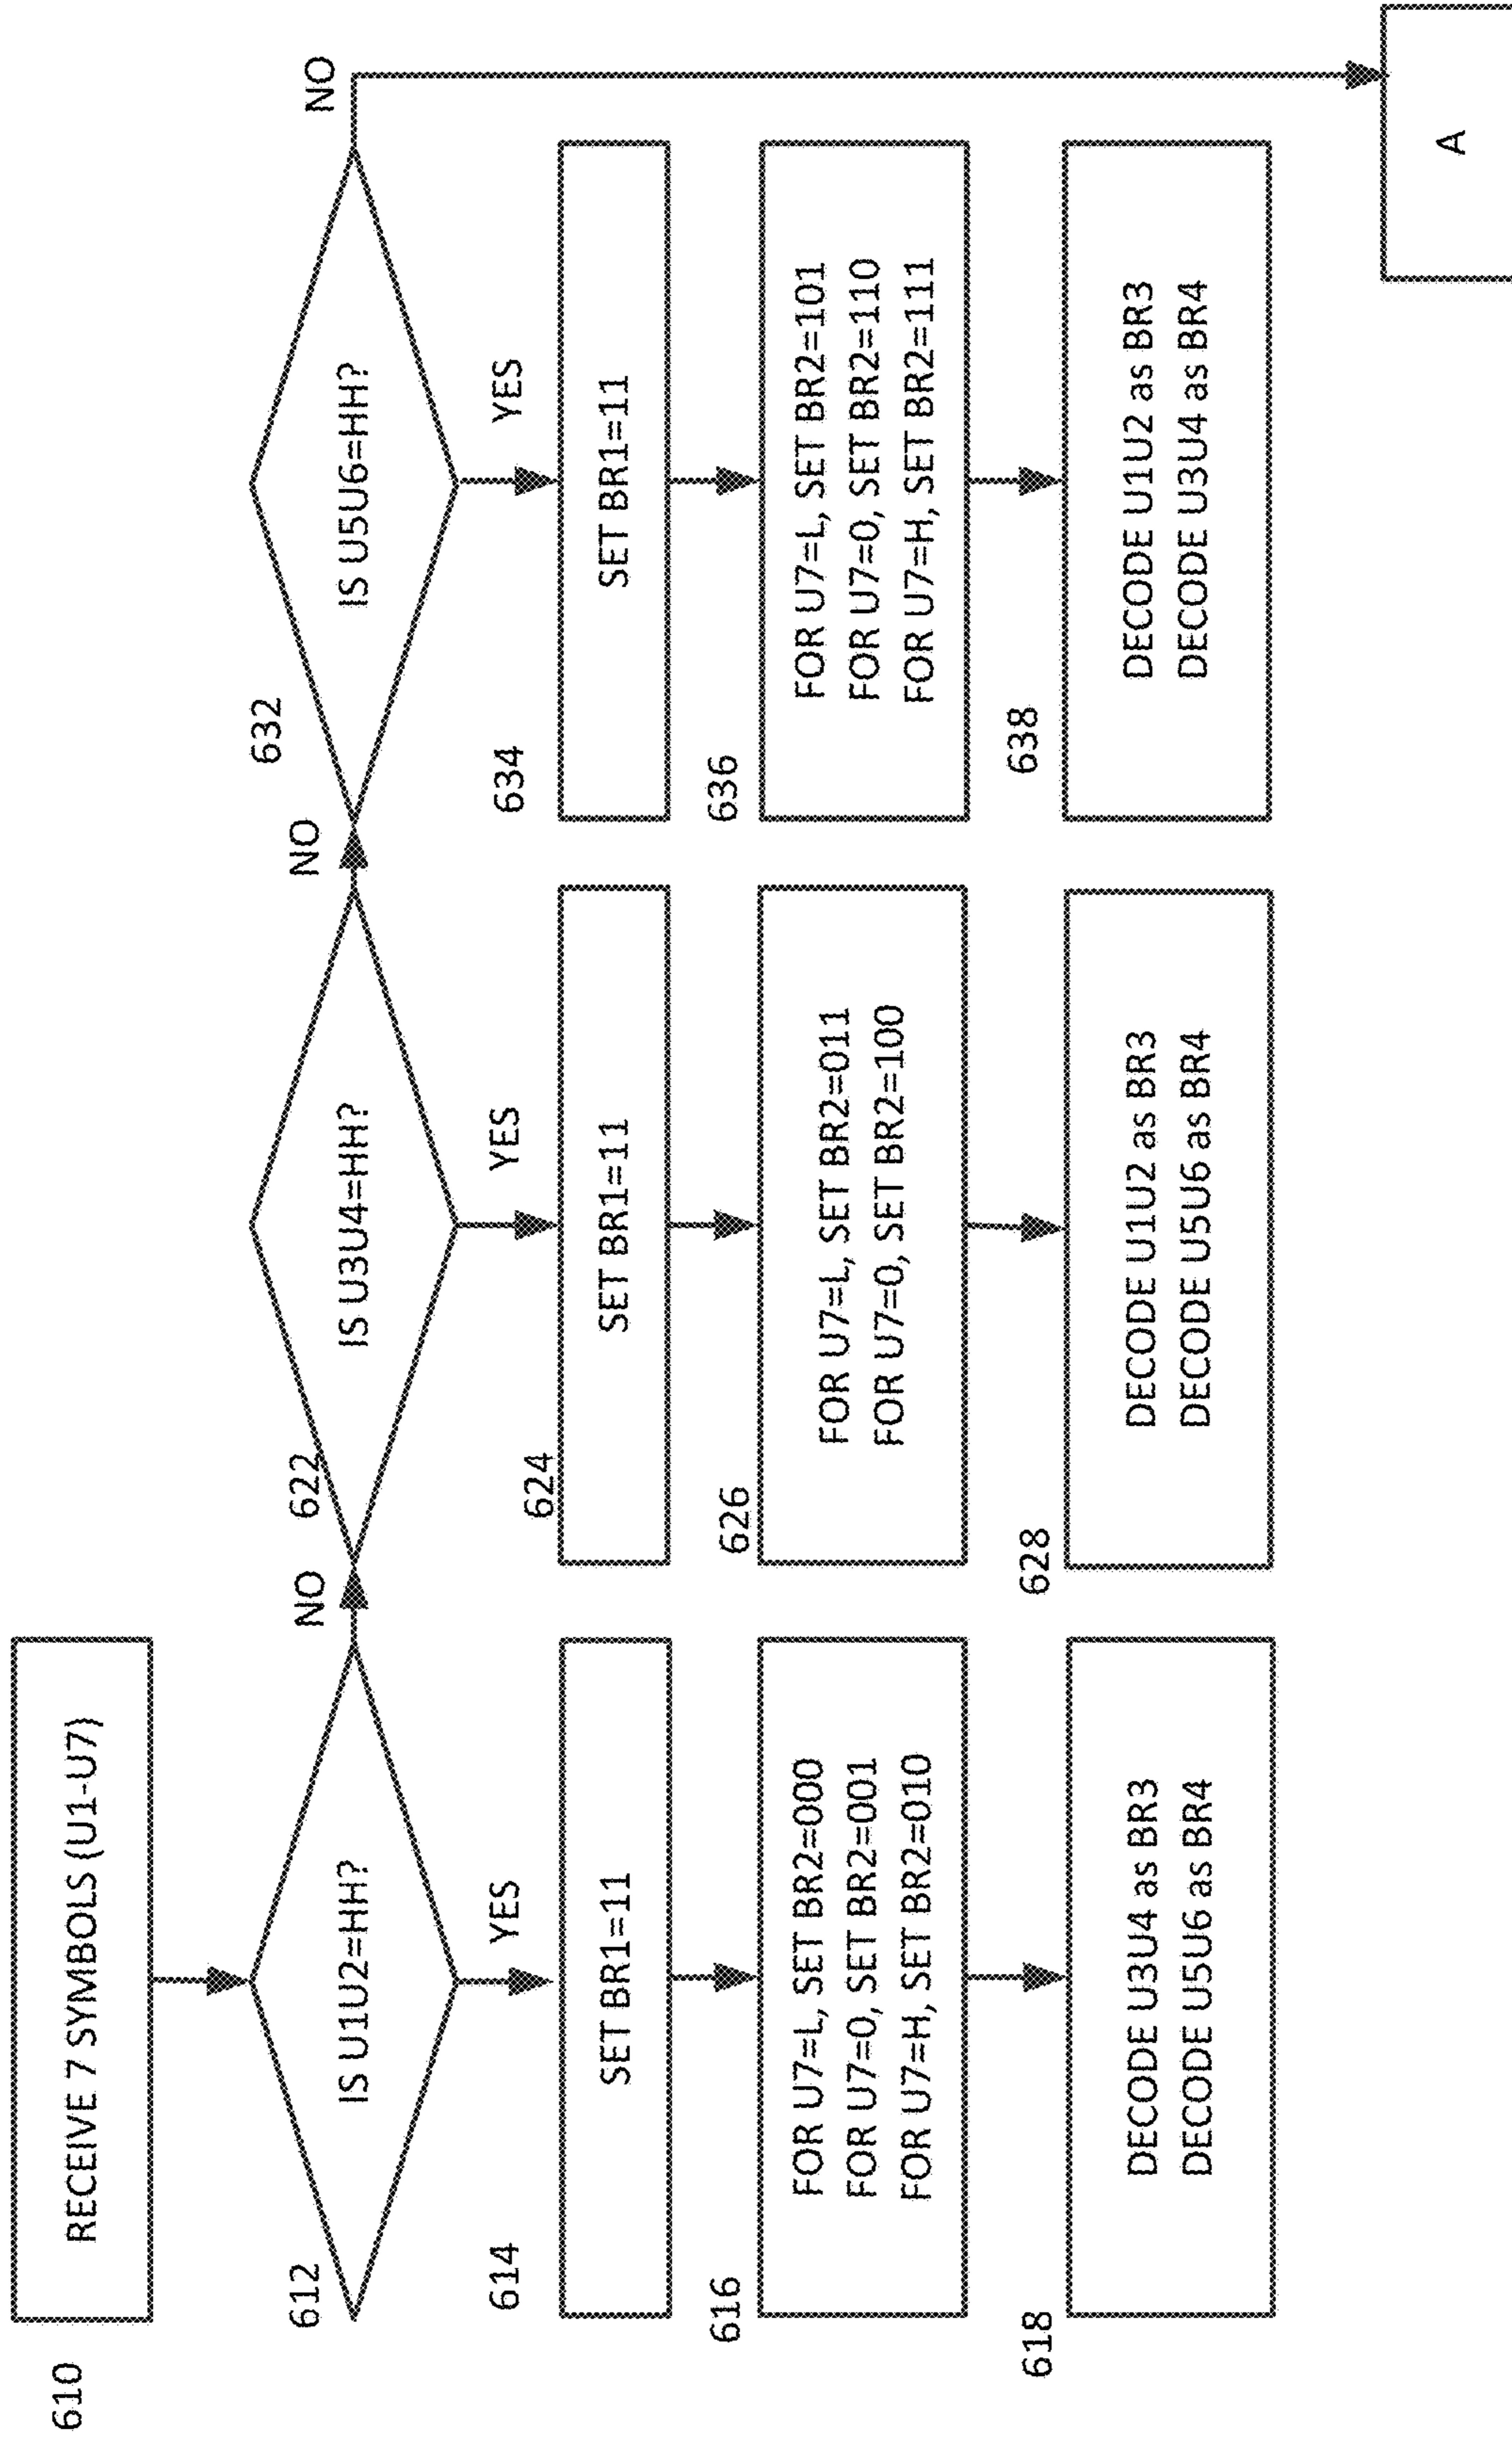 610
RECEIVE 7 SYMBOLS (U1-U7)
612
IS U1U2=HH?
NO
YES
614
SET BR1=11
616
FOR U7=L, SET BR2=000
FOR U7=0, SET BR2=001
FOR U7=H, SET BR2=010
618
DECODE U3U4 as BR3
DECODE U5U6 as BR4
622
IS U3U4=HH?
NO
YES
624
SET BR1=11
626
FOR U7=L, SET BR2=011
FOR U7=0, SET BR2=100
628
DECODE U1U2 as BR3
DECODE U5U6 as BR4
632
IS U5U6=HH?
NO
YES
634
SET BR1=11
636
FOR U7=L, SET BR2=101
FOR U7=0, SET BR2=110
FOR U7=H, SET BR2=111
638
DECODE U1U2 as BR3
DECODE U3U4 as BR4
A